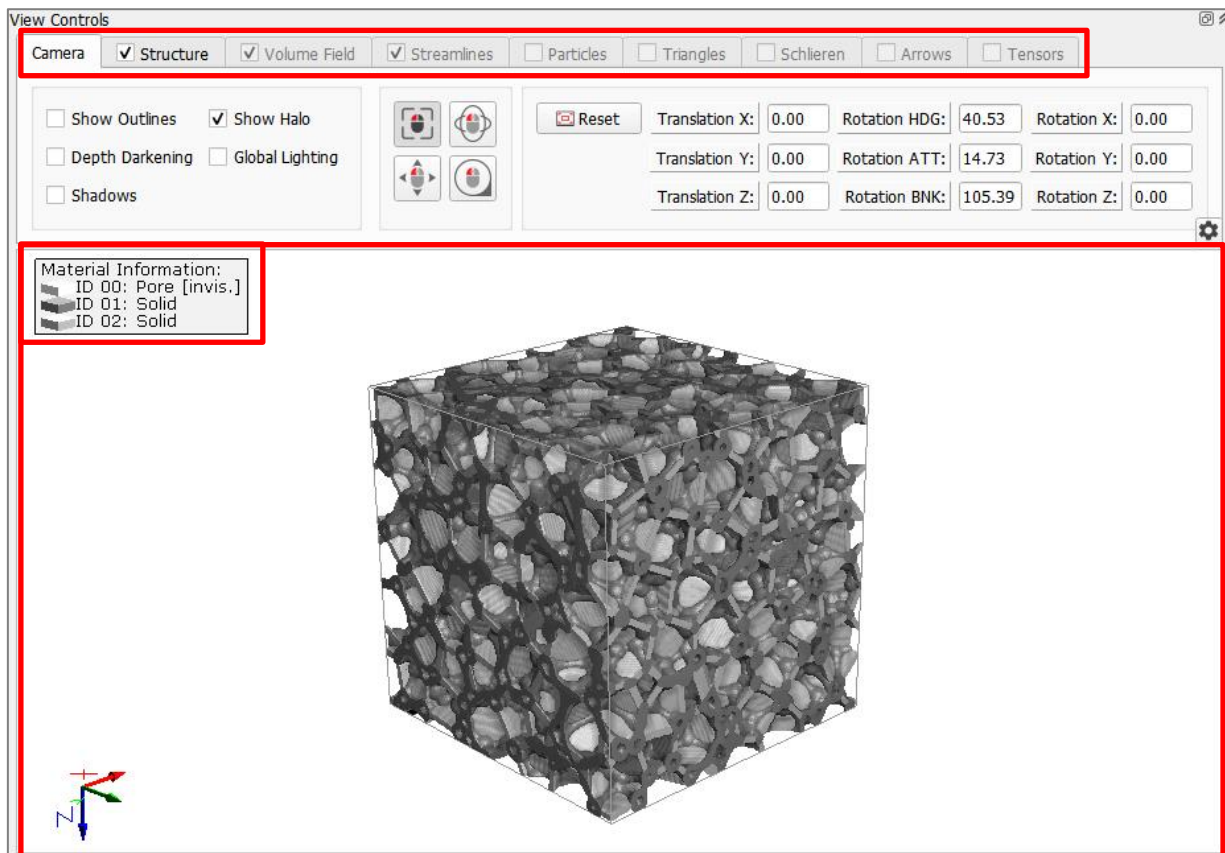 View Controls
Camera Structure Volume Field Streamlines Particles Triangles Schlieren Arrows Tensors
Show Outlines Show Halo Reset Translation X: 0.00 Rotation HDG: 40.53 Rotation X: 0.00
Depth Darkening Global Lighting Translation Y: 0.00 Rotation ATT: 14.73 Rotation Y: 0.00
Shadows Translation Z: 0.00 Rotation BNK: 105.39 Rotation Z: 0.00
Material Information:
ID 00: Pore [invis.]
ID 01: Solid
ID 02: Solid
Z